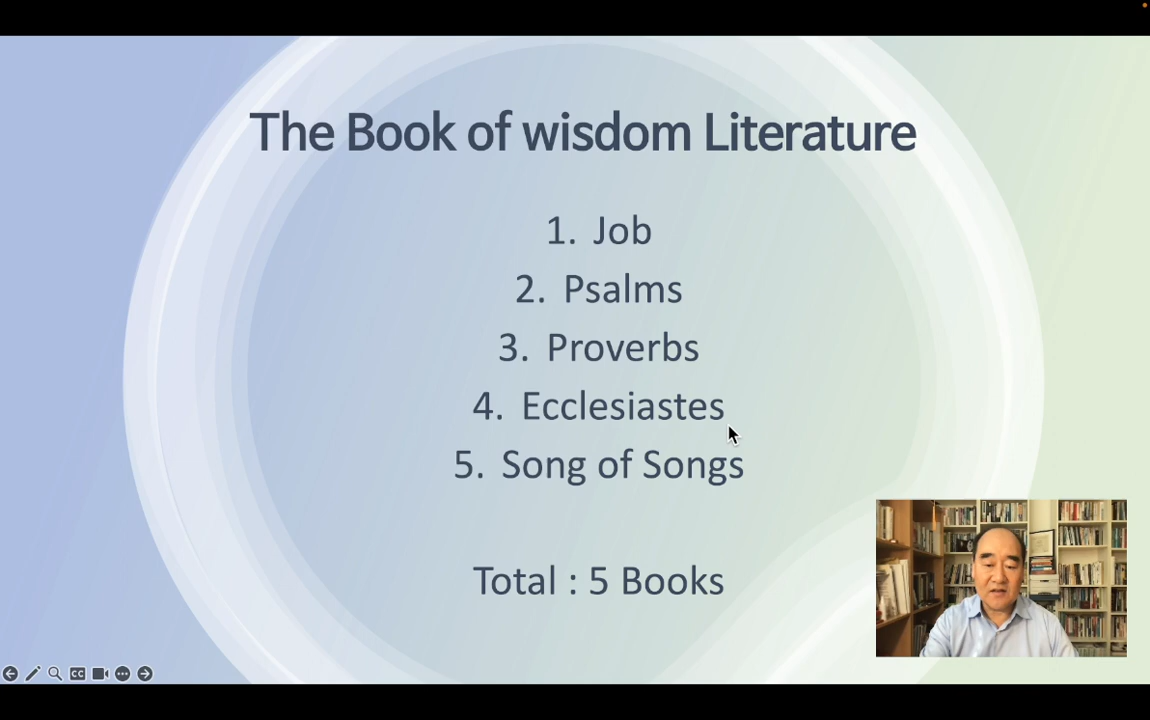 The Book of wisdom Literature
1. Job
2. Psalms
3. Proverbs
4. Ecclesiastes
5. Song of Songs
Total : 5 Books
CC